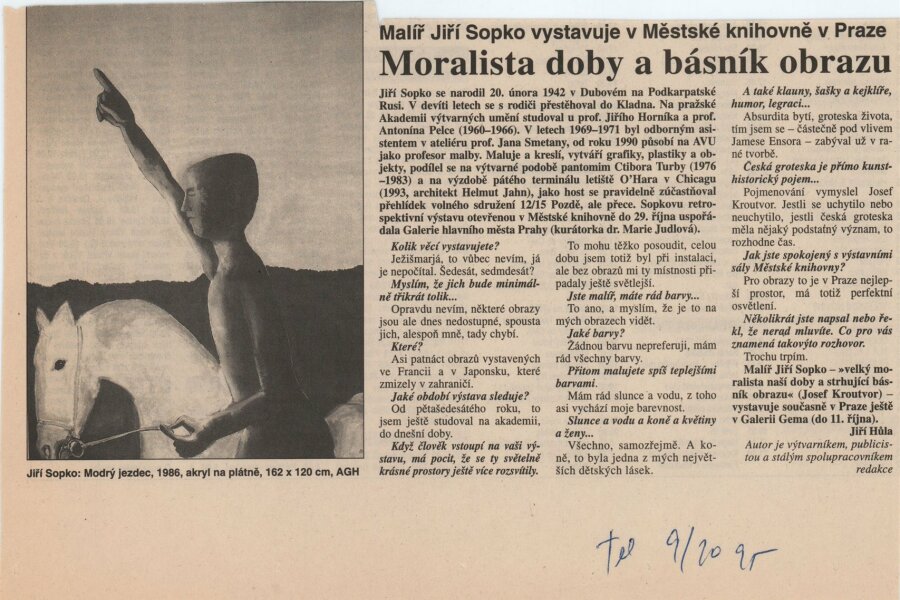 Malíř Jiří Sopko vystavuje v Městské knihovně v Praze
Moralista doby a básník obrazu
Jiří Sopko se narodil 20. února 1942 v Dubovém na Podkarpatské
Rusi. V devíti letech se s rodiči přestěhoval do Kladna. Na pražské
Akademii výtvarných umění studoval u prof. Jiřího Horníka a prof.
Antonína Pelce (1960–1966). V letech 1969–1971 byl odborným asi-
stentem v ateliéru prof. Jana Smetany, od roku 1990 působí na AVU
jako profesor malby. Maluje a kreslí, vytváří grafiky, plastiky a ob-
jekty, podílel se na výtvarné podobě pantomim Ctibora Turby (1976
–1983) a na výzdobě pátého terminálu letiště O'Hara v Chicagu
(1993, architekt Helmut Jahn), jako host se pravidelně zúčastňoval
přehlídek volného sdružení 12/15 Pozdě, ale přece. Sopkovu retro-
spektivní výstavu otevřenou v Městské knihovně do 29. října uspořá-
dala Galerie hlavního města Prahy (kurátorka dr. Marie Judlová).
Kolik věcí vystavujete?
Ježišmarjá, to vůbec nevím, já
je nepočítal. Šedesát, sedmdesát?
Myslím, že jich bude minimál-
ně třikrát tolik...
Opravdu nevím, některé obrazy
jsou ale dnes nedostupné, spousta
jich, alespoň mně, tady chybí.
Které?
Asi patnáct obrazů vystavených
ve Francii a v Japonsku, které
zmizely v zahraničí.
Jaké období výstava sleduje?
Od pětašedesátého roku, to
jsem ještě studoval na akademii,
do dnešní doby.
Když člověk vstoupí na vaši vý-
stavu, má pocit, že se ty světelně
krásné prostory ještě více rozsvítily.
To mohu těžko posoudit, celou
dobu jsem totiž byl při instalaci,
ale bez obrazů mi ty místnosti při-
padaly ještě světlejší.
Jste malíř, máte rád barvy...
To ano, a myslím, že je to na
mých obrazech vidět.
Jaké barvy?
Žádnou barvu nepreferuji, mám
rád všechny barvy.
Přitom malujete spíš teplejšími
barvami.
Mám rád slunce a vodu, z toho
asi vychází moje barevnost.
Slunce a vodu a koně a květiny
a ženy...
Všechno, samozřejmě. A ko-
ně, to byla jedna z mých největ-
ších dětských lásek.
A také klauny, šašky a kejklíře,
humor, legraci...
Absurdita bytí, groteska života,
tím jsem se – částečně pod vlivem
Jamese Ensora – zabýval už v ra-
né tvorbě.
Česká groteska je přímo kunst-
historický pojem...
Pojmenování vymyslel Josef
Kroutvor. Jestli se uchytilo nebo
neuchytilo, jestli česká groteska
měla nějaký podstatný význam, to
rozhodne čas.
Jak jste spokojený s výstavními
sály Městské knihovny?
Pro obrazy to je v Praze nejlep-
ší prostor, má totiž perfektní
osvětlení.
Několikrát jste napsal nebo ře-
kl, že nerad mluvíte. Co pro vás
znamená takovýto rozhovor.
Trochu trpím.
Malíř Jiří Sopko – »velký mo-
ralista naší doby a strhující bás-
ník obrazu« (Josef Kroutvor) –
vystavuje současně v Praze ještě
v Galerii Gema (do 11. října).
Jiří Hůla
Autor je výtvarníkem, publicis-
tou a stálým spolupracovníkem
redakce
Jiří Sopko: Modrý jezdec, 1986, akryl na plátně, 162 x 120 cm, AGH
9/10 95